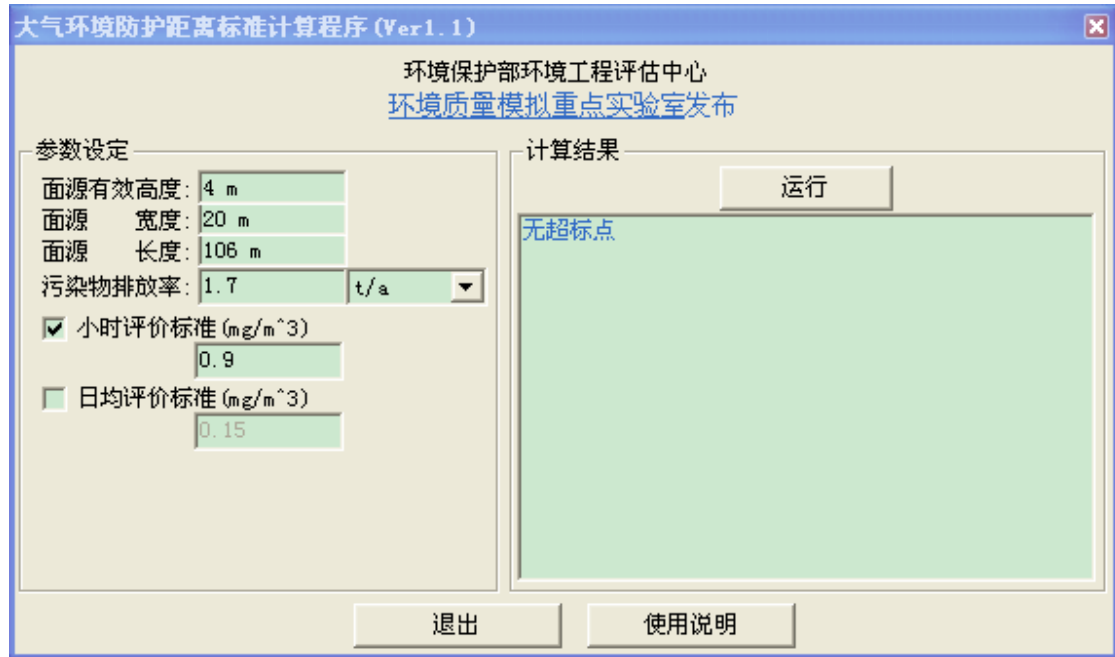 大气环境防护距离标准计算程序(Ver1.1)
环境保护部环境工程评估中心
环境质量模拟重点实验室发布
参数设定
面源有效高度: 4 m
面源 宽度: 20 m
面源 长度: 106 m
污染物排放率: 1.7 t/a
小时评价标准(mg/m^3)
0.9
日均评价标准(mg/m^3)
0.15
计算结果
运行
无超标点
退出 使用说明